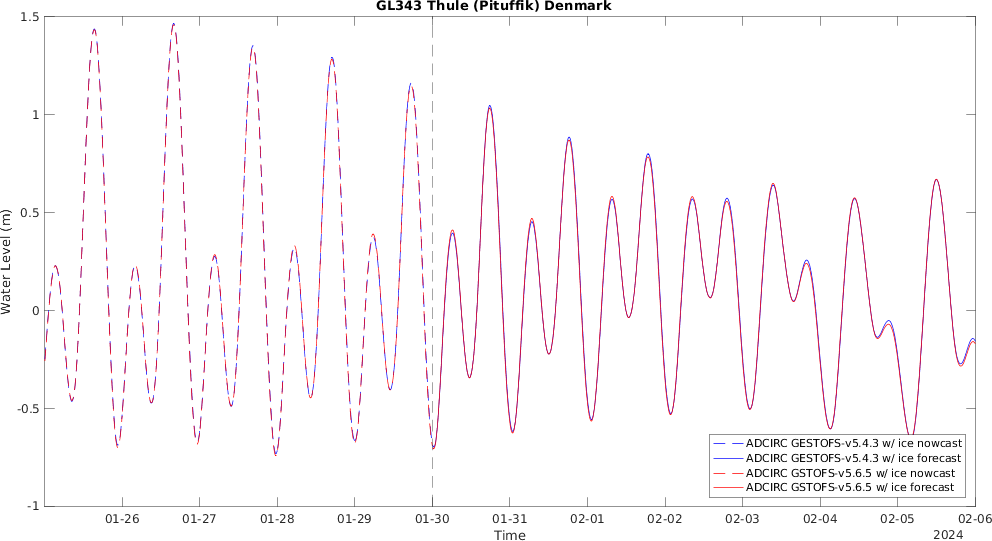 GL343 Thule (Pituffik) Denmark
1.5
1
0.5
0
-0.5
-1
Water Level (m)
01-26 01-27 01-28 01-29 01-30 01-31 02-01 02-02 02-03 02-04 02-05 02-06
Time
2024
ADCIRC GESTOFS-v5.4.3 w/ ice nowcast
ADCIRC GESTOFS-v5.4.3 w/ ice forecast
ADCIRC GSTOFS-v5.6.5 w/ ice nowcast
ADCIRC GSTOFS-v5.6.5 w/ ice forecast